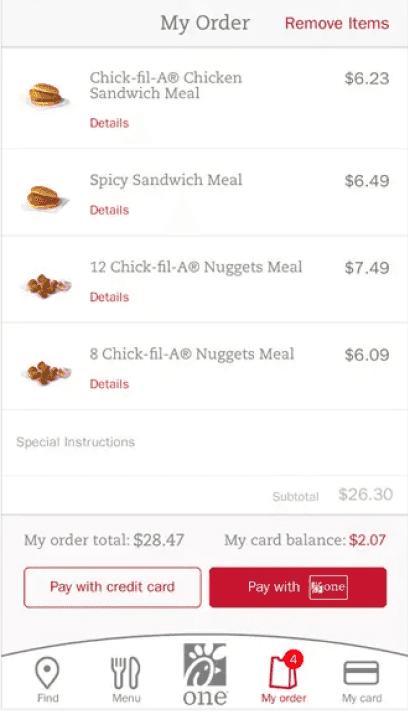 My Order Remove Items
Chick-fil-A® Chicken $6.23
Sandwich Meal
Details
Spicy Sandwich Meal $6.49
Details
12 Chick-fil-A® Nuggets Meal $7.49
Details
8 Chick-fil-A® Nuggets Meal $6.09
Details
Special Instructions
Subtotal $26.30
My order total: $28.47 My card balance: $2.07
Pay with credit card Pay with one
4
one
Find Menu My order My card